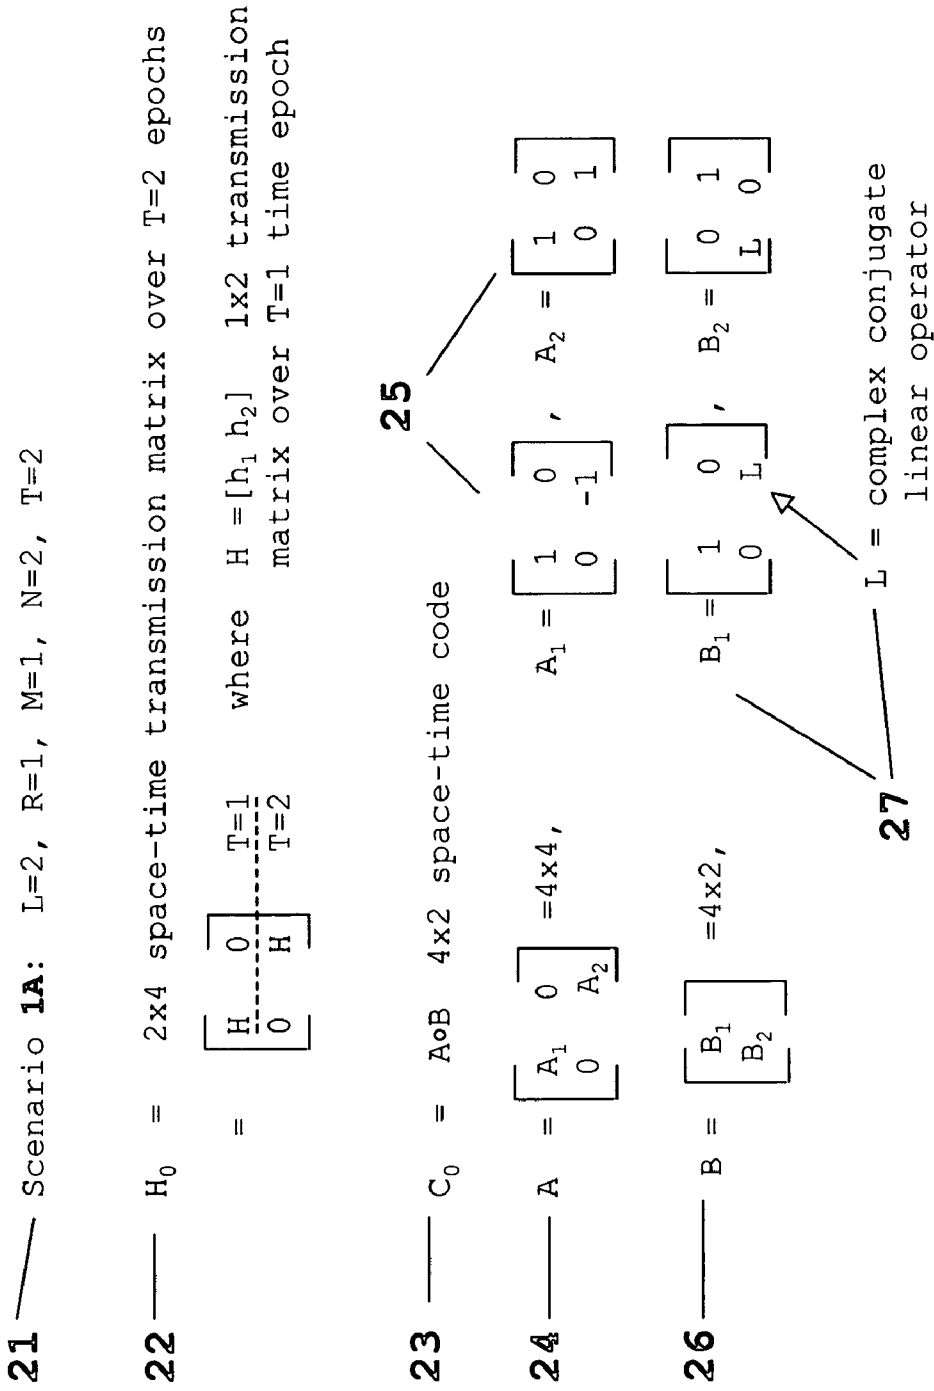 21 Scenario 1A: L=2, R=1, M=1, N=2, T=2
22 H₀ = 2x4 space-time transmission matrix over T=2 epochs
= [ H 0 T=1 where H =[h₁ h₂] 1x2 transmission
0 H ] T=2 matrix over T=1 time epoch
25
23 C₀ = AoB 4x2 space-time code
24 A = [ A₁ 0 =4x4, A₁ = [ 1 0 , A₂ = [ 1 0
0 A₂ ] 0 -1 ] 0 1 ]
26 B = [ B₁ =4x2, B₁ = [ 1 0 , B₂ = [ 0 1
B₂ ] 0 L ] L 0 ]
27 L = complex conjugate
linear operator